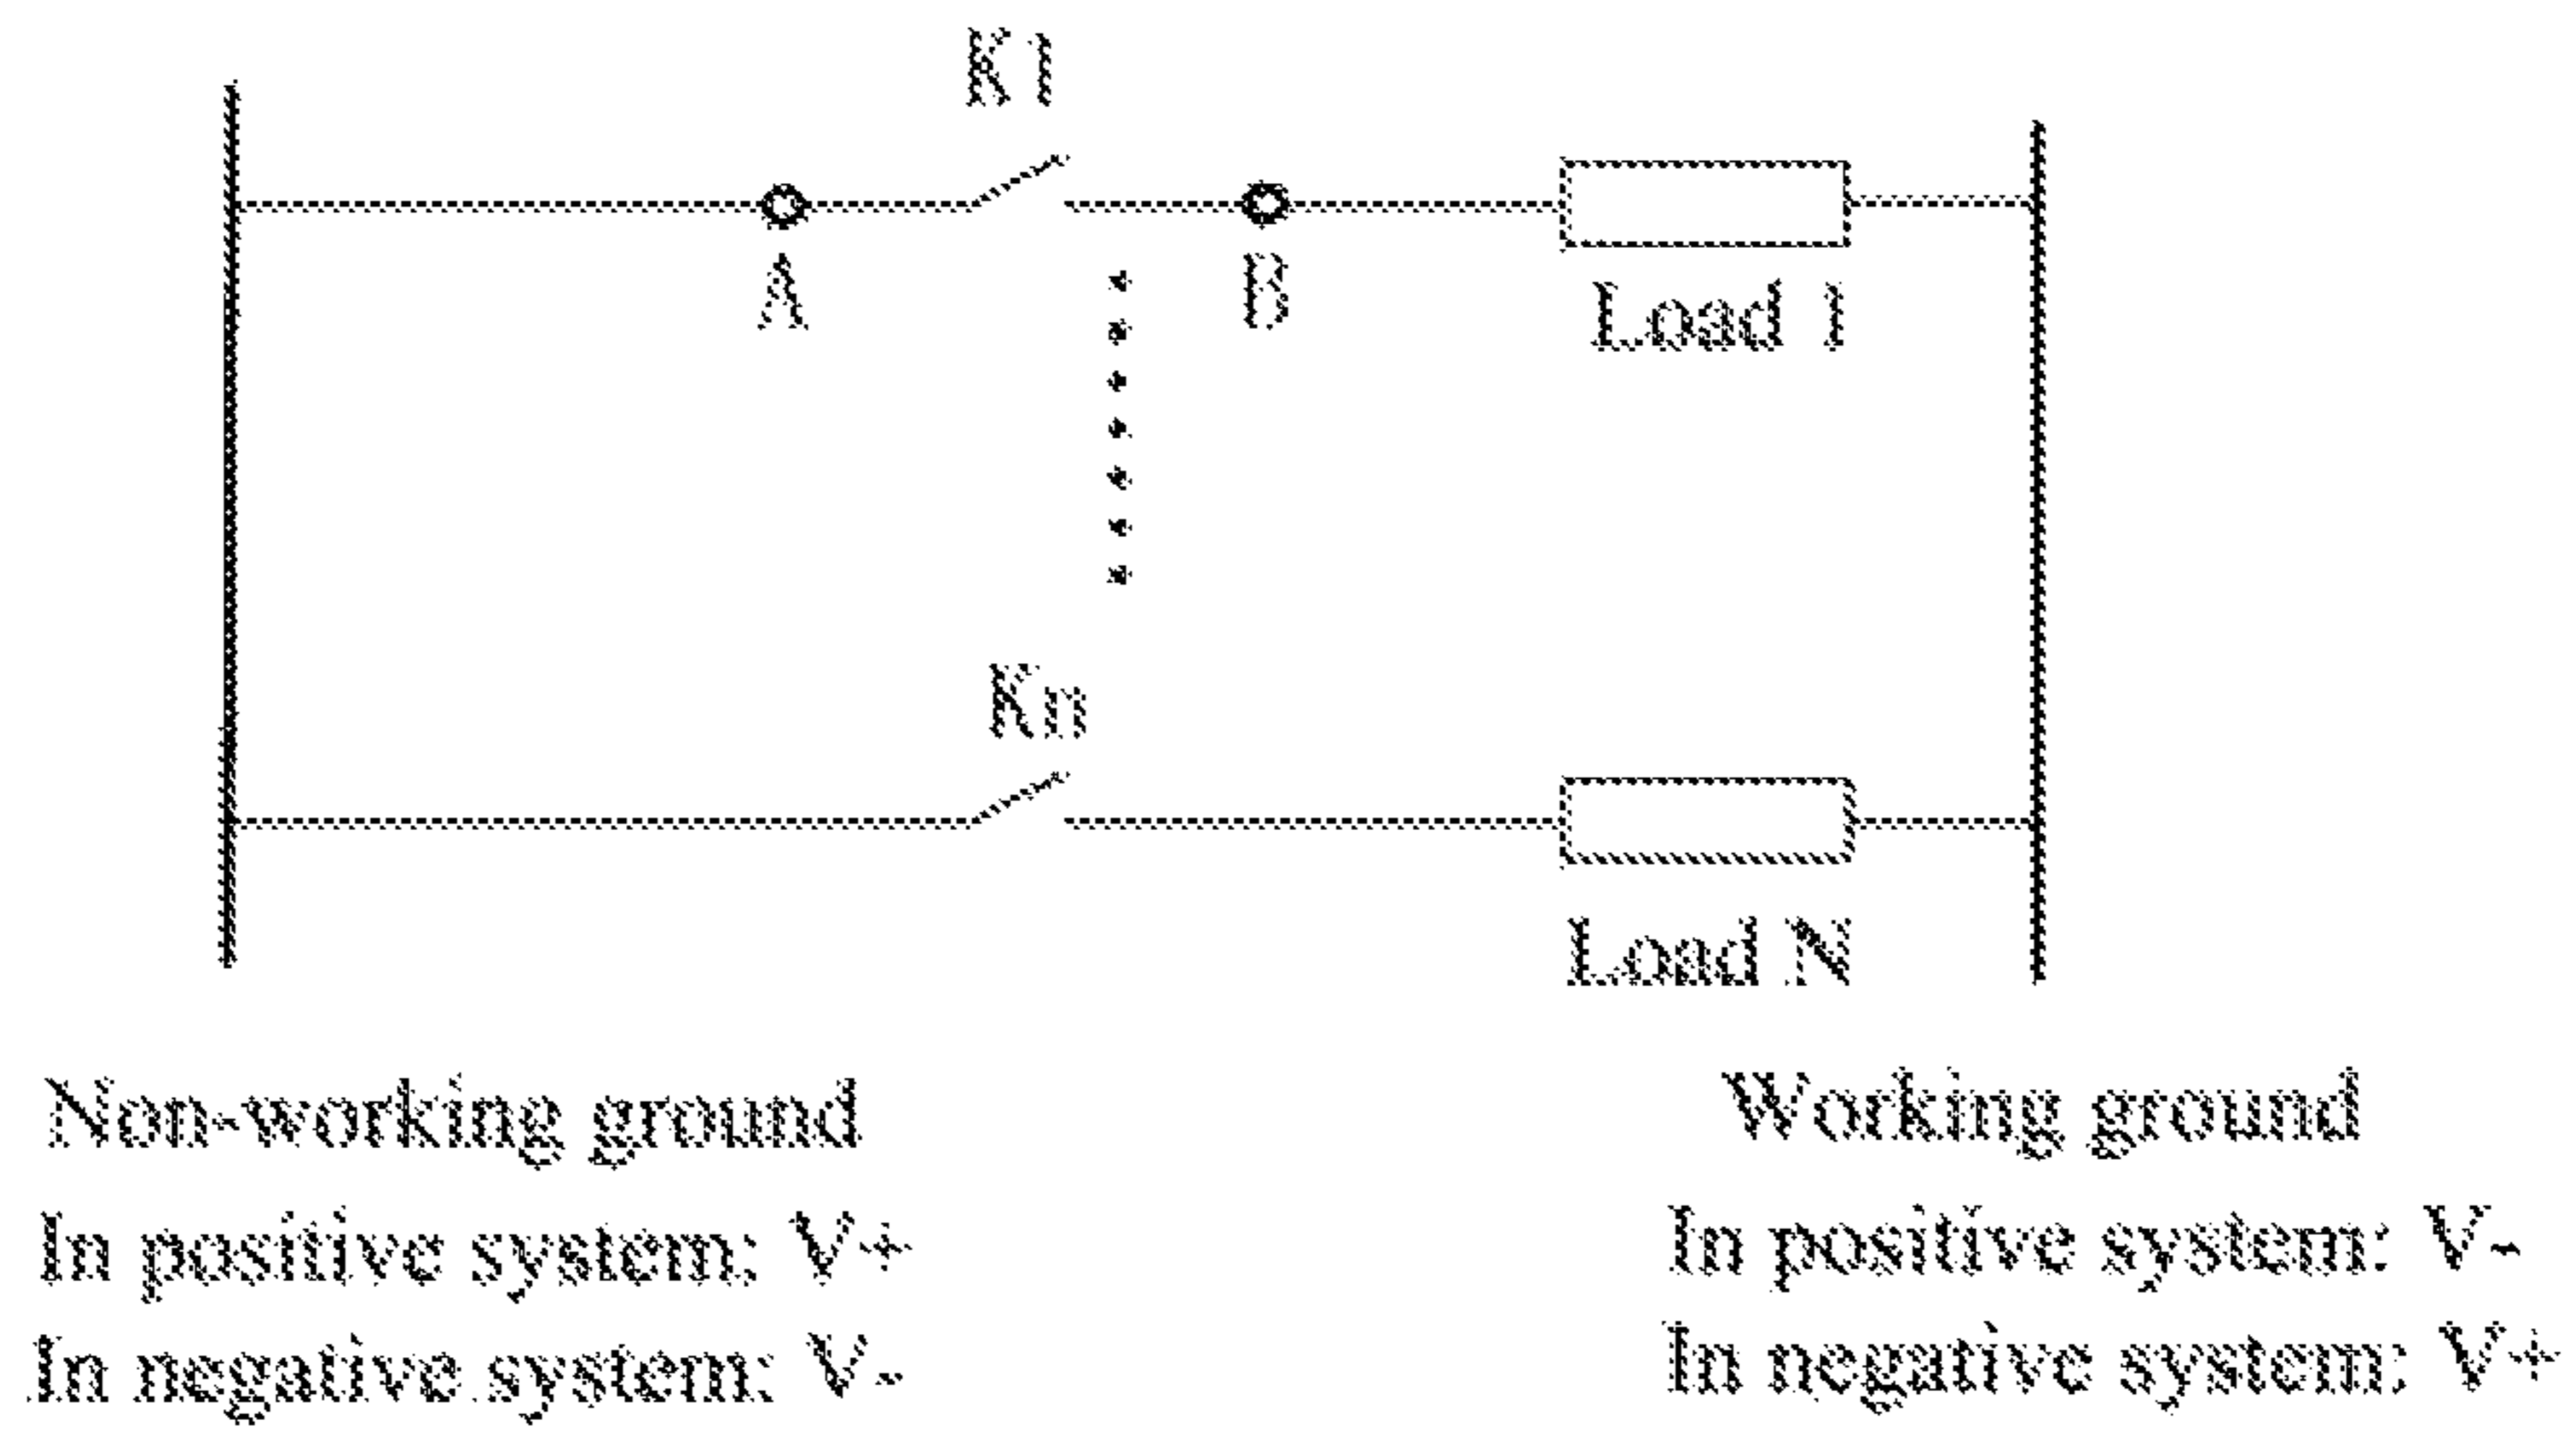 K1
A
B
Load 1
Kn
Load N
Non-working ground
Working ground
In positive system: V+
In positive system: V-
In negative system: V-
In negative system: V+